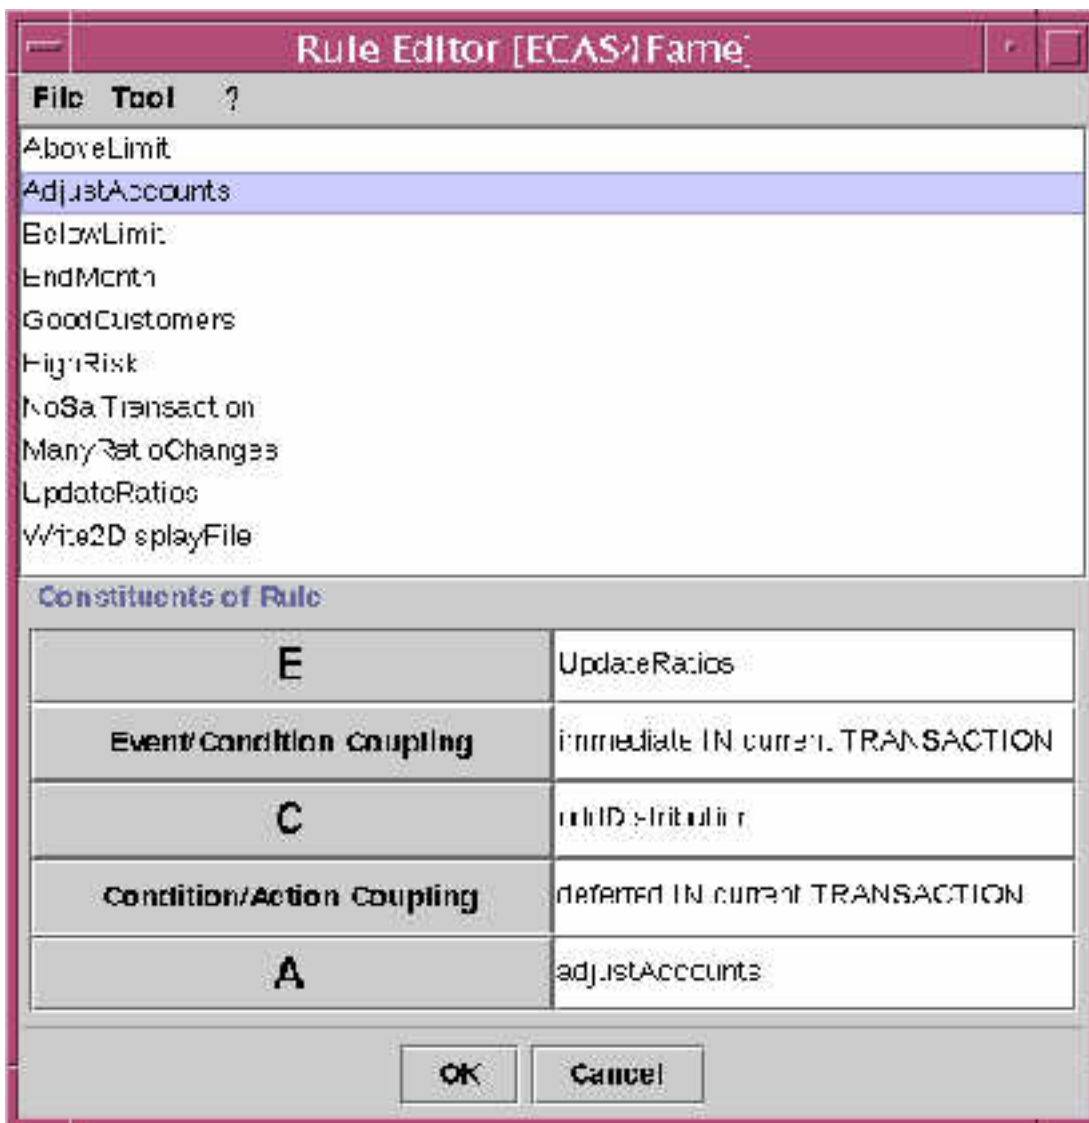 Rule Editor [ECAS4Fame]
File Tool ?
AboveLimit
AdjustAccounts
BelowLimit
EndMonth
GoodCustomers
HighRisk
NoSalTransaction
ManyRatioChanges
UpdateRatios
Write2DisplayFile
Constituents of Rule
E UpdateRatios
Event/Condition Coupling immediate IN current TRANSACTION
C
Condition/Action Coupling deferred IN current TRANSACTION
A adjustAccounts
OK Cancel